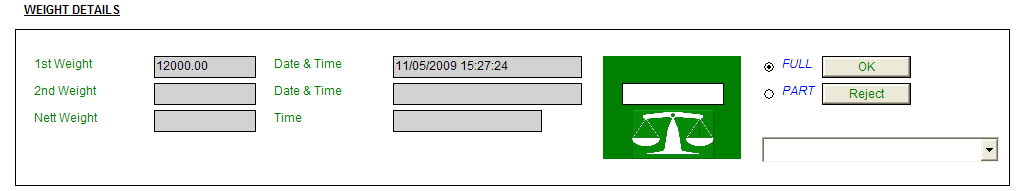 WEIGHT DETAILS
1st Weight 12000.00 Date & Time 11/05/2009 15:27:24 FULL OK
2nd Weight Date & Time PART Reject
Nett Weight Time